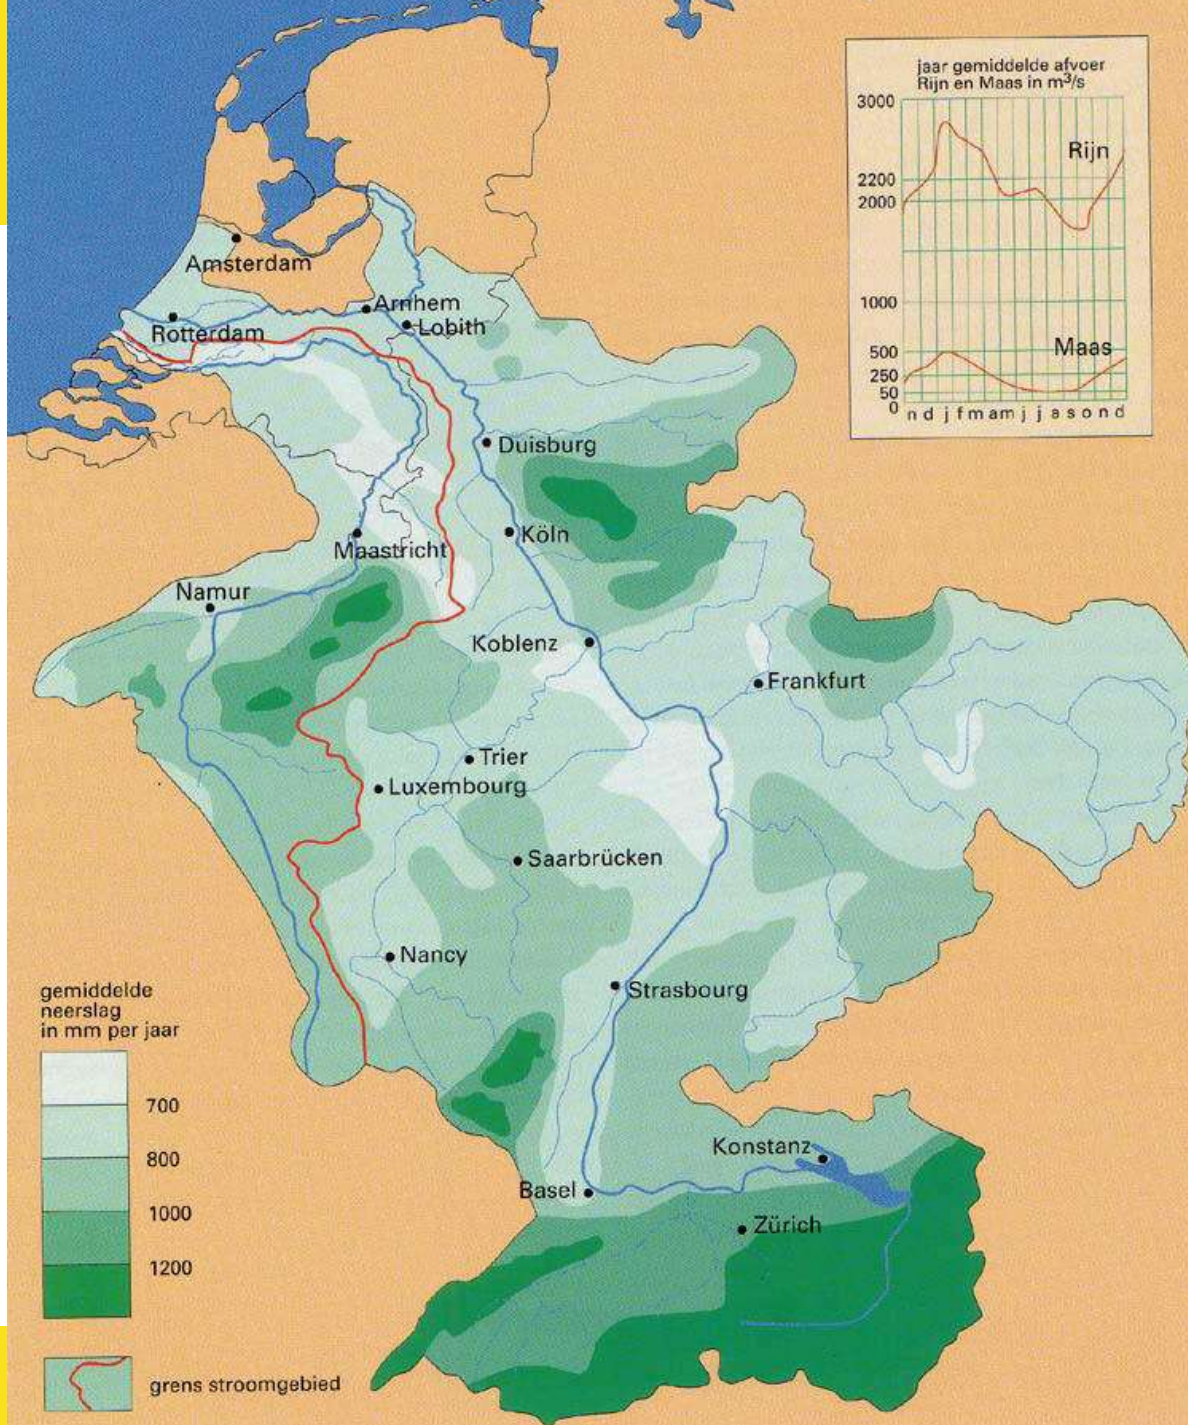 jaar gemiddelde afvoer
Rijn en Maas in m³/s
3000
Rijn
2200
2000
1000
Maas
500
250
50
0
n d j f m a m j j a s o n d
Amsterdam
Arnhem
Rotterdam
Lobith
Duisburg
Köln
Maastricht
Namur
Koblenz
Frankfurt
Trier
Luxembourg
Saarbrücken
Nancy
Strasbourg
Konstanz
Basel
Zürich
gemiddelde
neerslag
in mm per jaar
700
800
1000
1200
grens stroomgebied